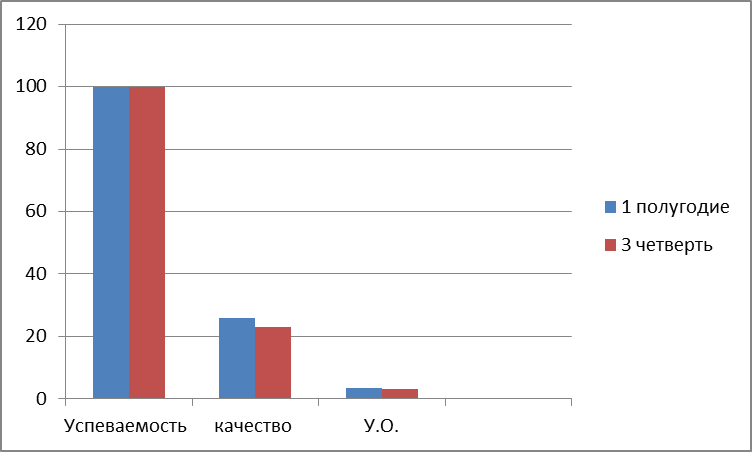 120
100
80
60
40
20
0
Успеваемость
качество
У.О.
1 полугодие
3 четверть